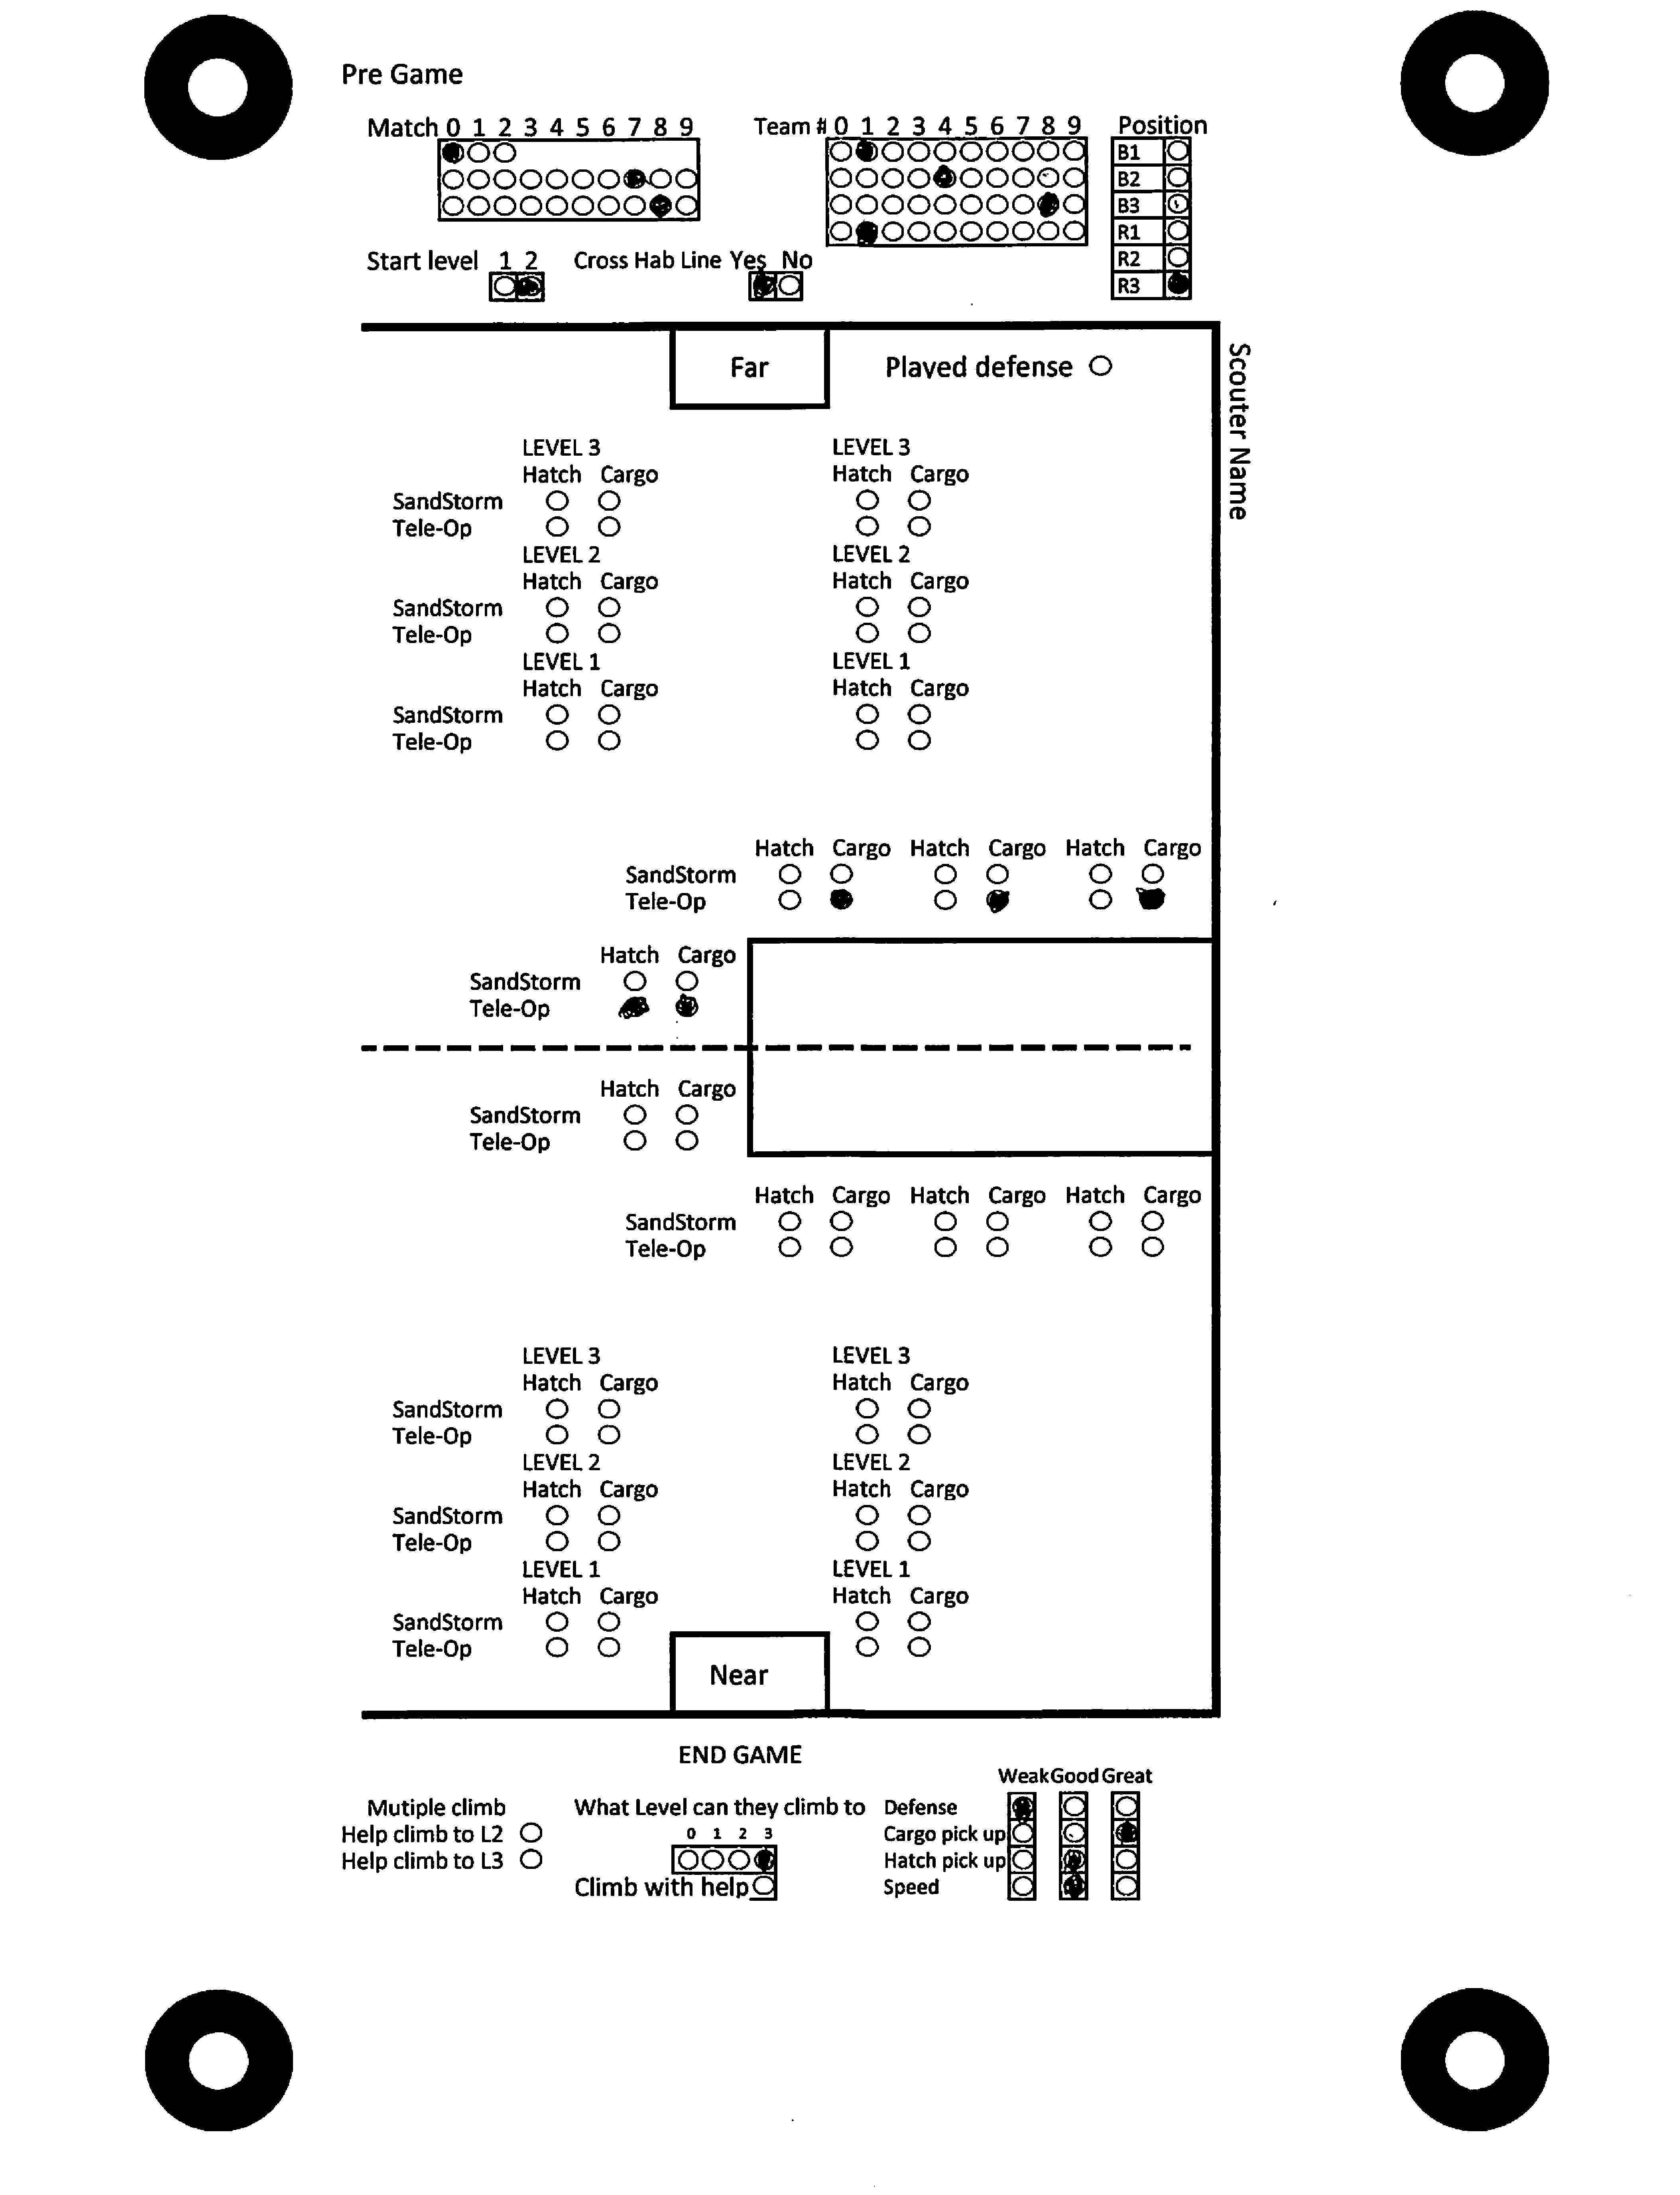 Pre Game
Match 0 1 2 3 4 5 6 7 8 9
Team # 0 1 2 3 4 5 6 7 8 9
Position
B1
B2
B3
R1
R2
R3
Start level 1 2
Cross Hab Line Yes No
Far
Played defense
Scouter Name
LEVEL 3 LEVEL 3
Hatch Cargo Hatch Cargo
SandStorm
Tele-Op
LEVEL 2 LEVEL 2
Hatch Cargo Hatch Cargo
SandStorm
Tele-Op
LEVEL 1 LEVEL 1
Hatch Cargo Hatch Cargo
SandStorm
Tele-Op
Hatch Cargo Hatch Cargo Hatch Cargo
SandStorm
Tele-Op
Hatch Cargo
SandStorm
Tele-Op
Hatch Cargo
SandStorm
Tele-Op
Hatch Cargo Hatch Cargo Hatch Cargo
SandStorm
Tele-Op
LEVEL 3 LEVEL 3
Hatch Cargo Hatch Cargo
SandStorm
Tele-Op
LEVEL 2 LEVEL 2
Hatch Cargo Hatch Cargo
SandStorm
Tele-Op
LEVEL 1 LEVEL 1
Hatch Cargo Hatch Cargo
SandStorm
Tele-Op
Near
END GAME
Mutiple climb
Help climb to L2
Help climb to L3
What Level can they climb to
0 1 2 3
Climb with help
Weak Good Great
Defense
Cargo pick up
Hatch pick up
Speed